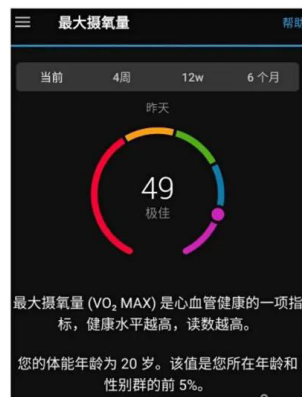 最大摄氧量 帮助
当前 4周 12w 6 个月
昨天
49
极佳
最大摄氧量 (VO₂ MAX) 是心血管健康的一项指
标，健康水平越高，读数越高。
您的体能年龄为 20 岁。该值是您所在年龄和
性别群的前 5%。